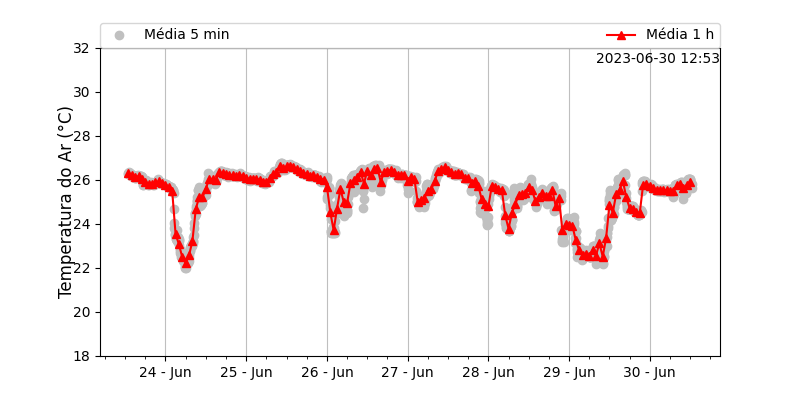 Média 5 min
Média 1 h
2023-06-30 12:53
Temperatura do Ar (°C)
32
30
28
26
24
22
20
18
24 - Jun
25 - Jun
26 - Jun
27 - Jun
28 - Jun
29 - Jun
30 - Jun